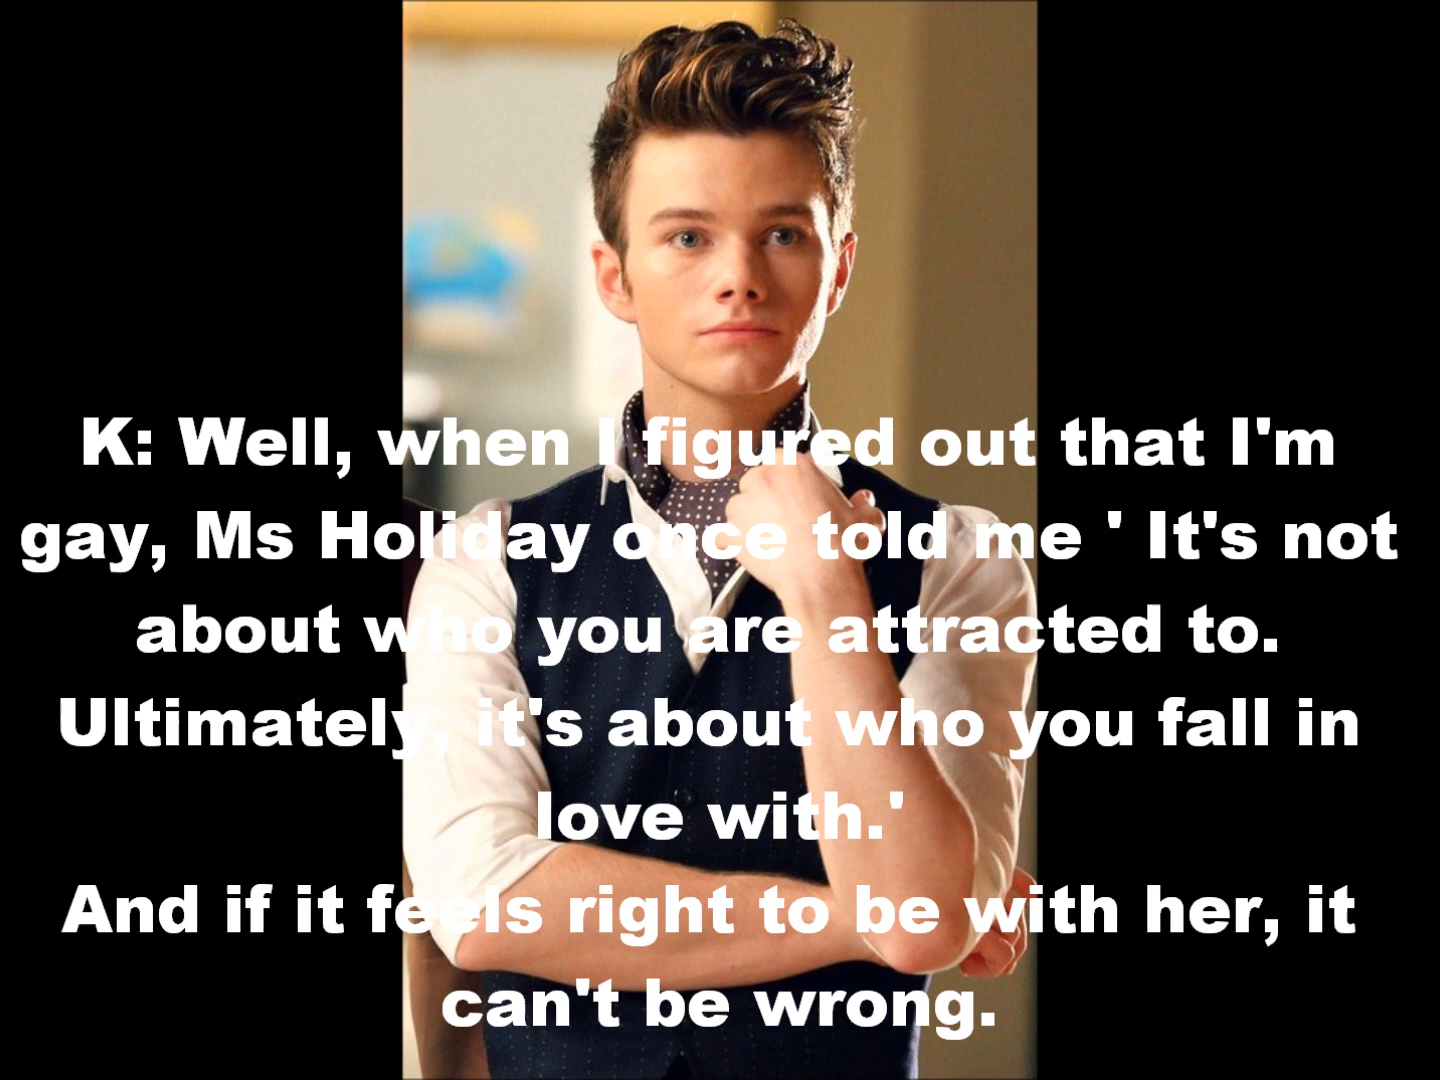 K: Well, when I figured out that I'm
gay, Ms Holiday once told me ' It's not
about who you are attracted to.
Ultimately, it's about who you fall in
love with.'
And if it feels right to be with her, it
can't be wrong.